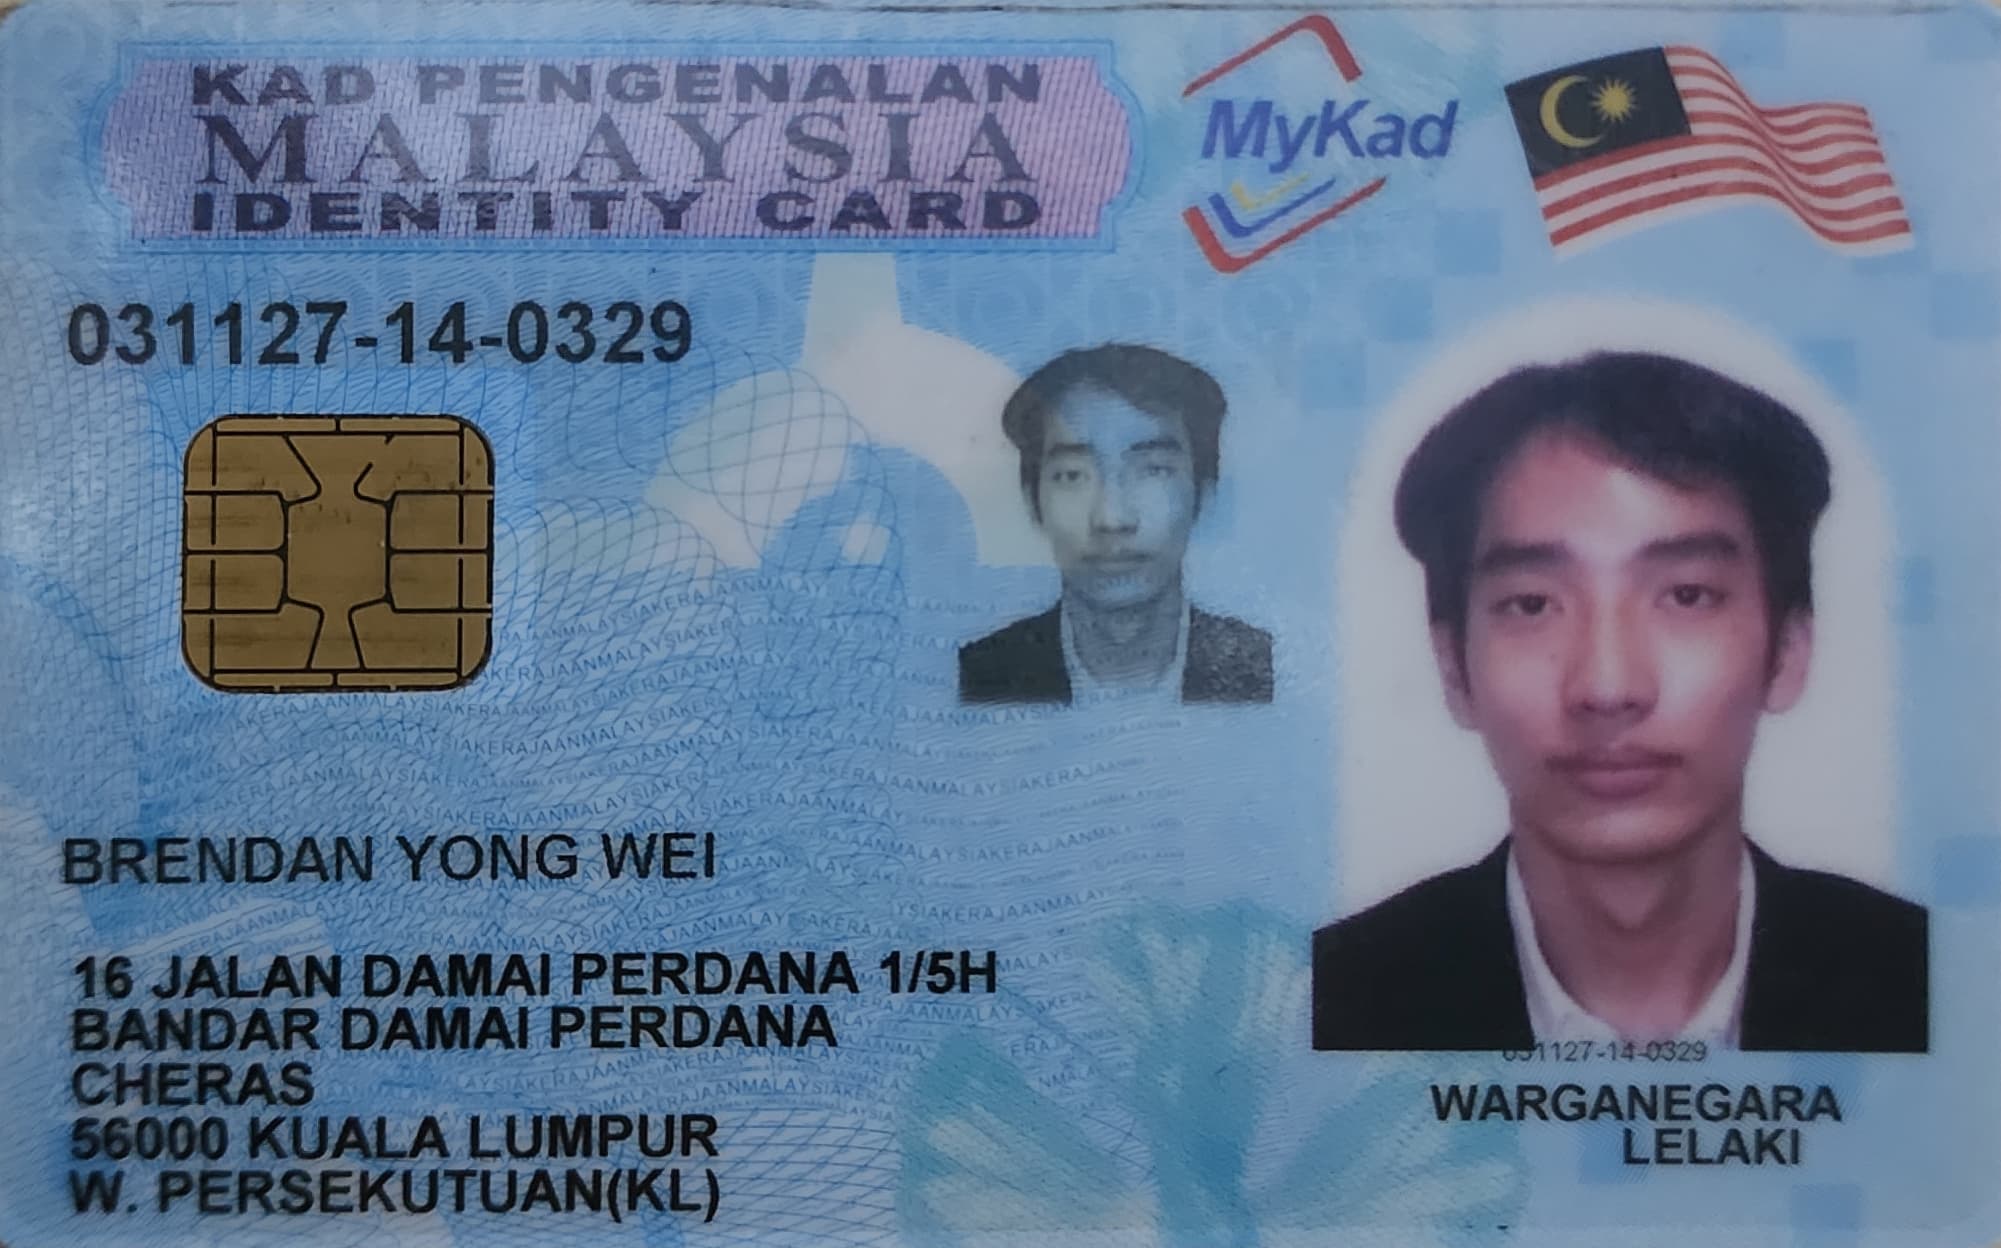 KAD PENGENALAN
MALAYSIA
IDENTITY CARD
MyKad
031127-14-0329
BRENDAN YONG WEI
16 JALAN DAMAI PERDANA 1/5H
BANDAR DAMAI PERDANA
CHERAS
56000 KUALA LUMPUR
W. PERSEKUTUAN(KL)
031127-14-0329
WARGANEGARA
LELAKI